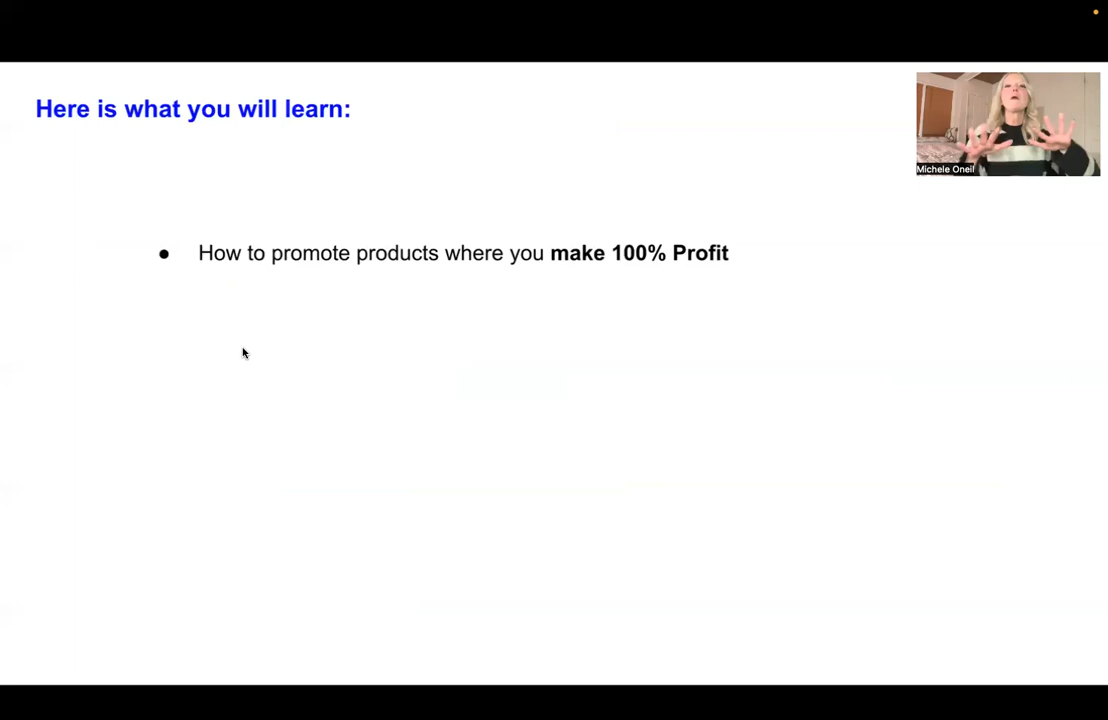 Here is what you will learn:
Michele Oneil
● How to promote products where you make 100% Profit